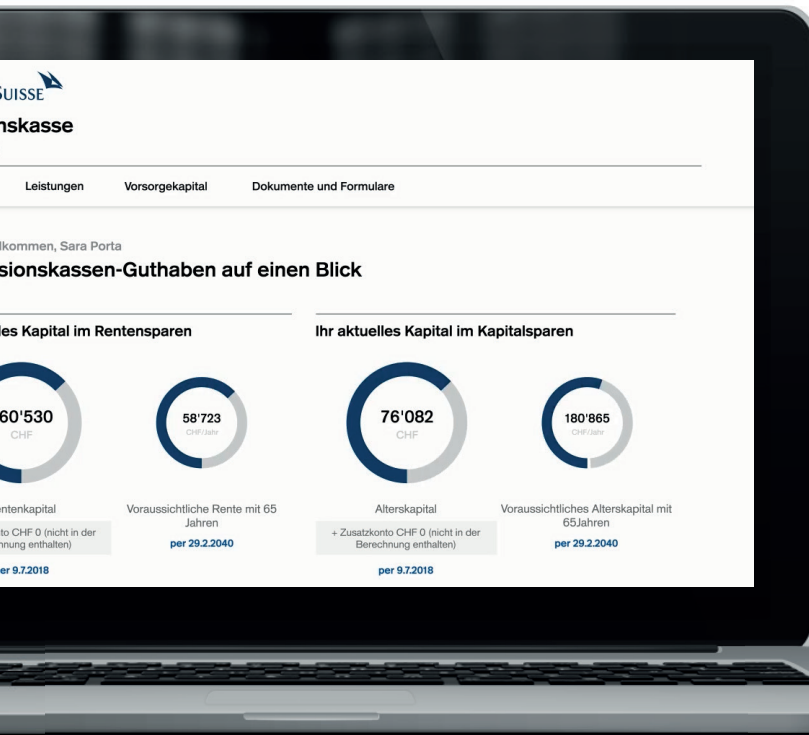 SUISSE
nskasse
Leistungen Vorsorgekapital Dokumente und Formulare
lkommen, Sara Porta
sionskassen-Guthaben auf einen Blick
les Kapital im Rentensparen
Ihr aktuelles Kapital im Kapitalsparen
60'530
CHF
58'723
CHF/Jahr
76'082
CHF
180'865
CHF/Jahr
ntenkapital
to CHF 0 (nicht in der
hnung enthalten)
er 9.7.2018
Voraussichtliche Rente mit 65
Jahren
per 29.2.2040
Alterskapital
+ Zusatzkonto CHF 0 (nicht in der
Berechnung enthalten)
per 9.7.2018
Voraussichtliches Alterskapital mit
65Jahren
per 29.2.2040